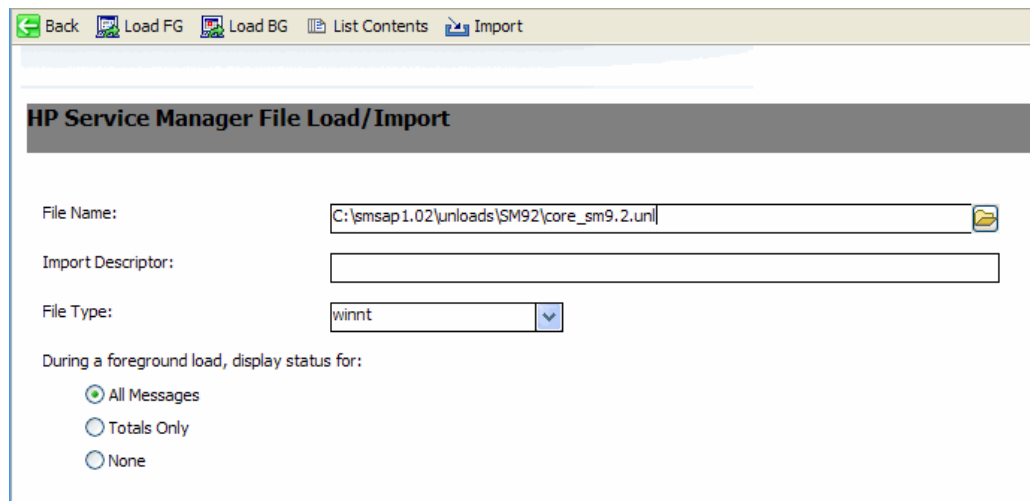 Back Load FG Load BG List Contents Import
HP Service Manager File Load/Import
File Name: C:\smsap1.02\unloads\SM92\core_sm9.2.unl
Import Descriptor:
File Type: winnt
During a foreground load, display status for:
All Messages
Totals Only
None